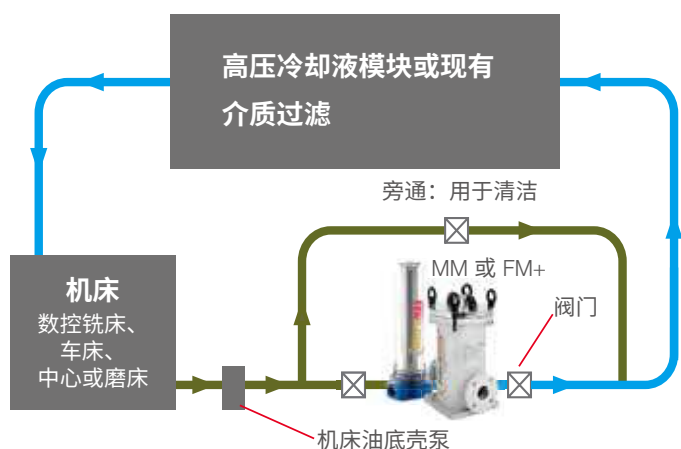 高压冷却液模块或现有
介质过滤
旁通：用于清洁
MM 或 FM+
机床
数控铣床、
车床、
中心或磨床
阀门
机床油底壳泵